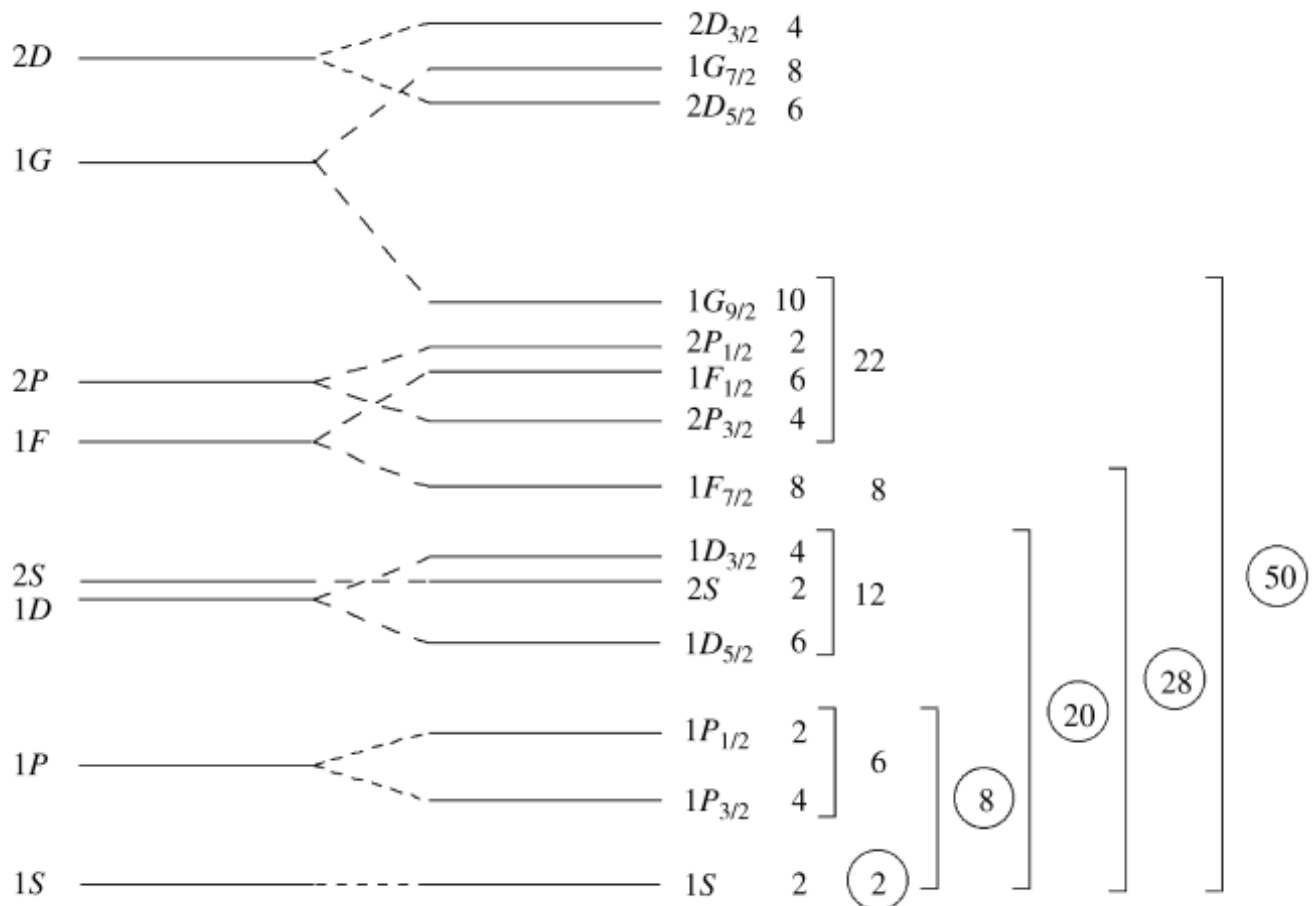 2D 2D3/2 4
1G7/2 8
2D5/2 6
1G
1G9/2 10
2P1/2 2 22
2P 1F1/2 6
2P3/2 4
1F
1F7/2 8 8
1D3/2 4
2S 2S 2 12 50
1D
1D5/2 6
28
20
1P1/2 2
1P 6
1P3/2 4 8
1S 1S 2 2